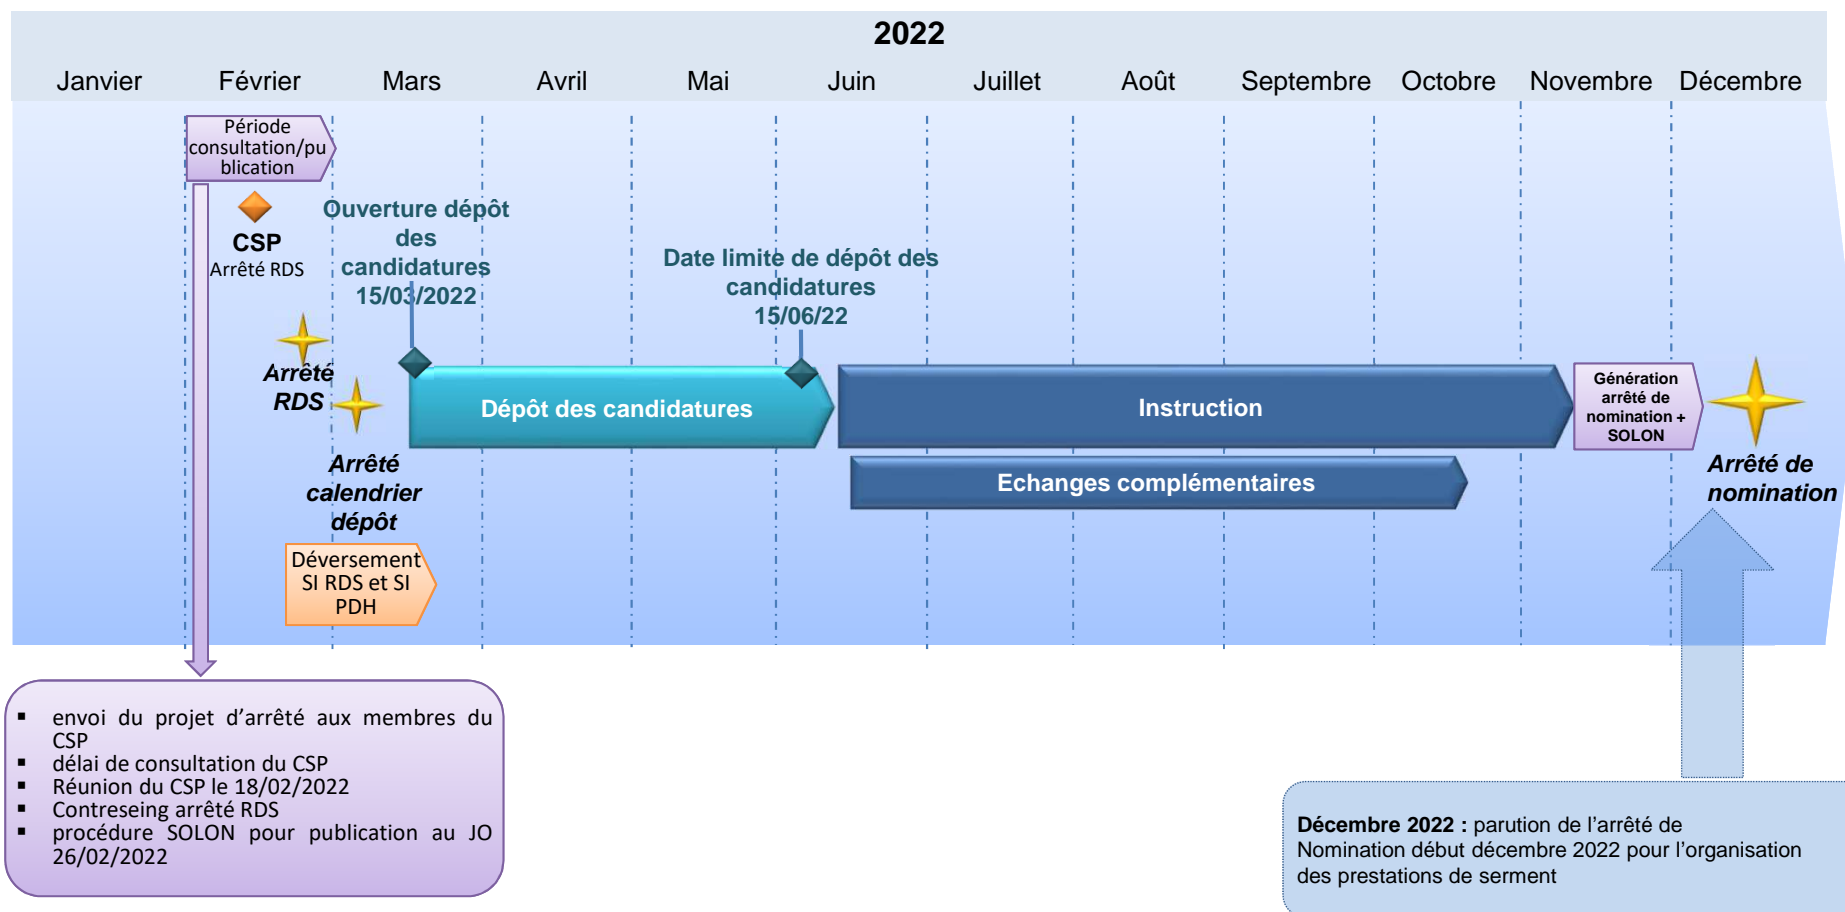 2022
Janvier Février Mars Avril Mai Juin Juillet Août Septembre Octobre Novembre Décembre
Période
consultation/pu
blication
CSP
Arrêté RDS
Ouverture dépôt
des
candidatures
15/03/2022
Date limite de dépôt des
candidatures
15/06/22
Arrêté
RDS
Dépôt des candidatures
Instruction
Génération
arrêté de
nomination +
SOLON
Arrêté
calendrier
dépôt
Echanges complémentaires
Arrêté de
nomination
Déversement
SI RDS et SI
PDH
▪ envoi du projet d’arrêté aux membres du
CSP
▪ délai de consultation du CSP
▪ Réunion du CSP le 18/02/2022
▪ Contreseing arrêté RDS
▪ procédure SOLON pour publication au JO
26/02/2022
Décembre 2022 : parution de l’arrêté de
Nomination début décembre 2022 pour l’organisation
des prestations de serment